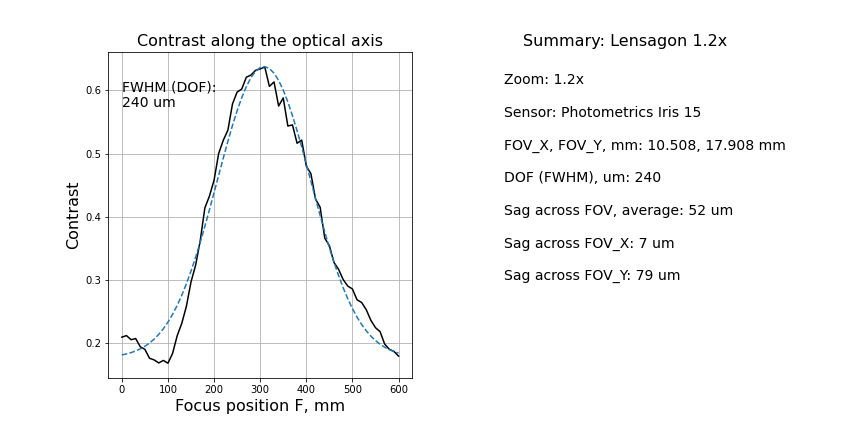 Contrast along the optical axis
FWHM (DOF):
240 um
0.6
0.5
0.4
0.3
0.2
Contrast
0 100 200 300 400 500 600
Focus position F, mm
Summary: Lensagon 1.2x
Zoom: 1.2x
Sensor: Photometrics Iris 15
FOV_X, FOV_Y, mm: 10.508, 17.908 mm
DOF (FWHM), um: 240
Sag across FOV, average: 52 um
Sag across FOV_X: 7 um
Sag across FOV_Y: 79 um